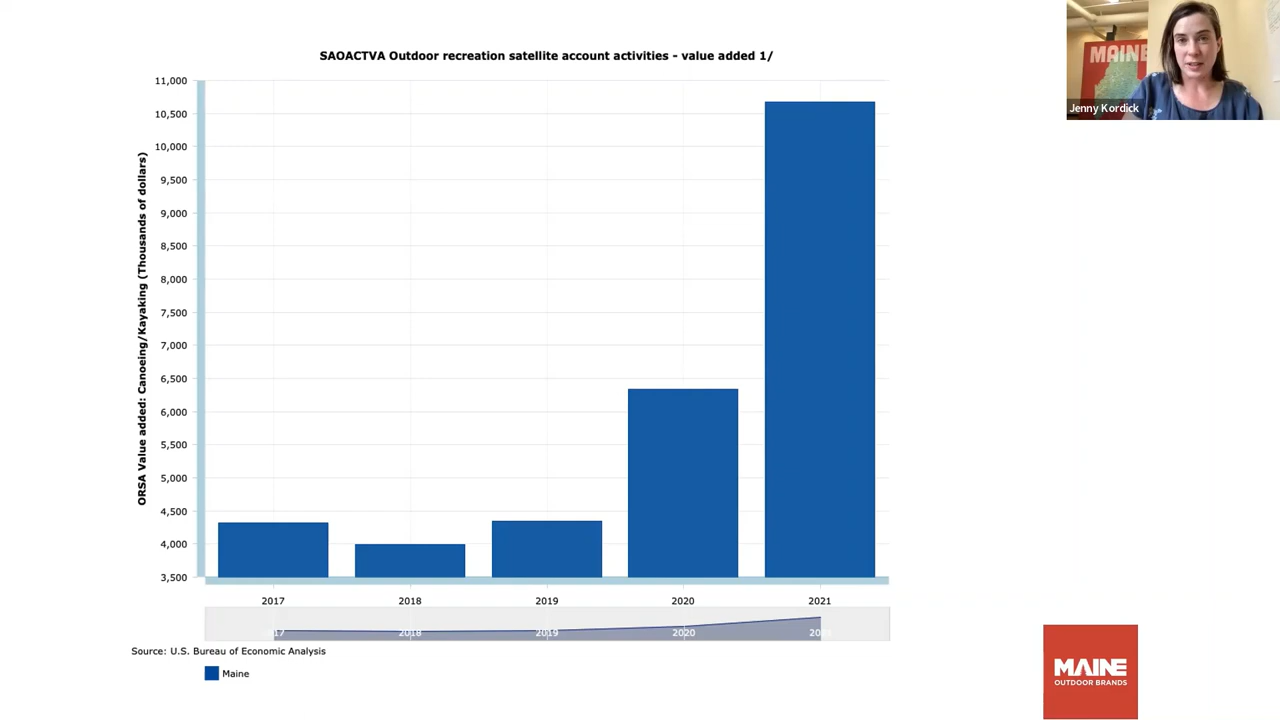 SAOACTVA Outdoor recreation satellite account activities - value added 1/
MAINE
Jenny Kordick
ORSA Value added: Canoeing/Kayaking (Thousands of dollars)
11,000
10,500
10,000
9,500
9,000
8,500
8,000
7,500
7,000
6,500
6,000
5,500
5,000
4,500
4,000
3,500
2017 2018 2019 2020 2021
2018 2019 2020
Source: U.S. Bureau of Economic Analysis
Maine
MAINE
OUTDOOR BRANDS